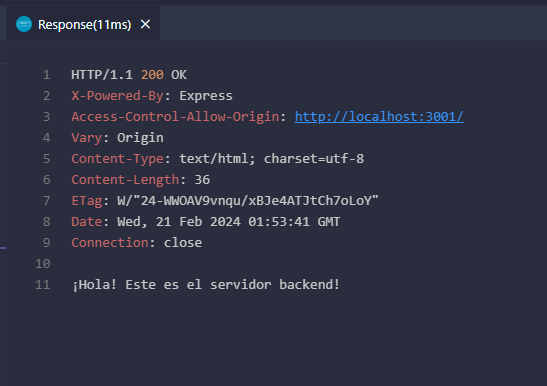 Response(11ms) ×
1 HTTP/1.1 200 OK
2 X-Powered-By: Express
3 Access-Control-Allow-Origin: http://localhost:3001/
4 Vary: Origin
5 Content-Type: text/html; charset=utf-8
6 Content-Length: 36
7 ETag: W/"24-WWOAV9vnqu/xBJe4ATJtCh7oLoY"
8 Date: Wed, 21 Feb 2024 01:53:41 GMT
9 Connection: close
10
11 ¡Hola! Este es el servidor backend!